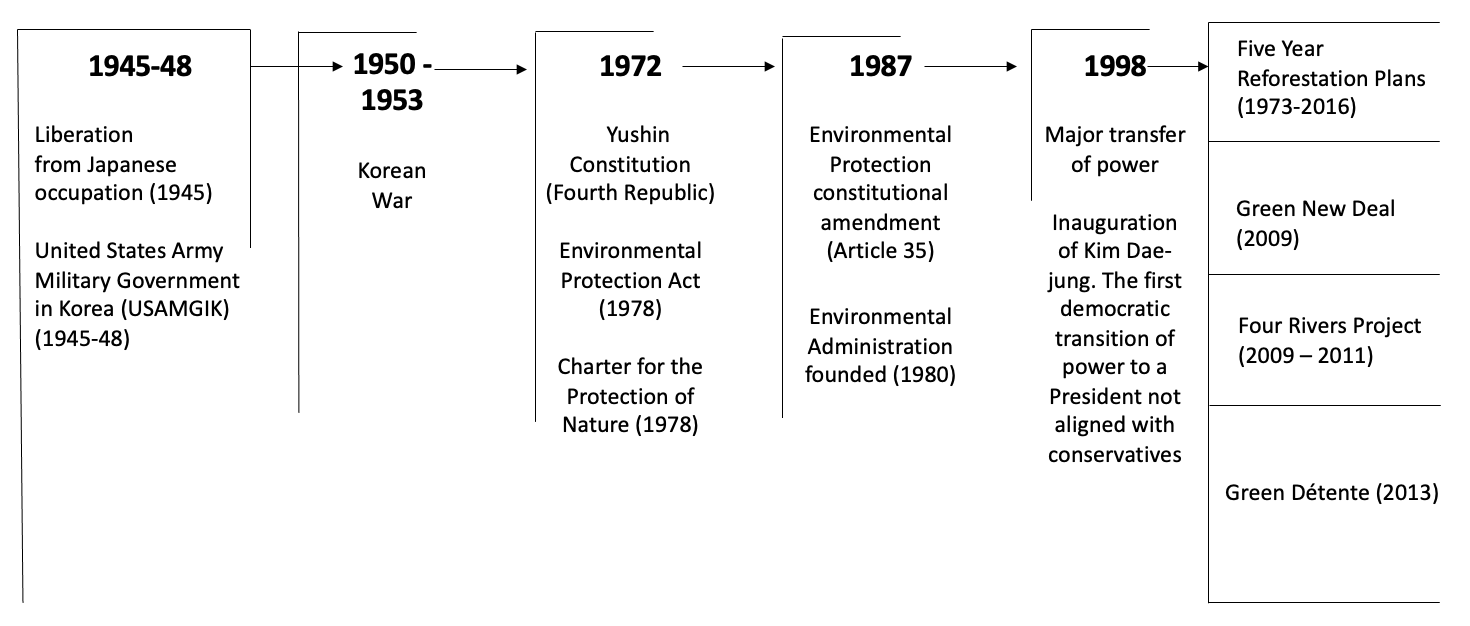 1945-48
Liberation
from Japanese
occupation (1945)
United States Army
Military Government
in Korea (USAMGIK)
(1945-48)
1950 -
1953
Korean
War
1972
Yushin
Constitution
(Fourth Republic)
Environmental
Protection Act
(1978)
Charter for the
Protection of
Nature (1978)
1987
Environmental
Protection
constitutional
amendment
(Article 35)
Environmental
Administration
founded (1980)
1998
Major transfer
of power
Inauguration
of Kim Dae-
jung. The first
democratic
transition of
power to a
President not
aligned with
conservatives
Five Year
Reforestation Plans
(1973-2016)
Green New Deal
(2009)
Four Rivers Project
(2009 – 2011)
Green Détente (2013)